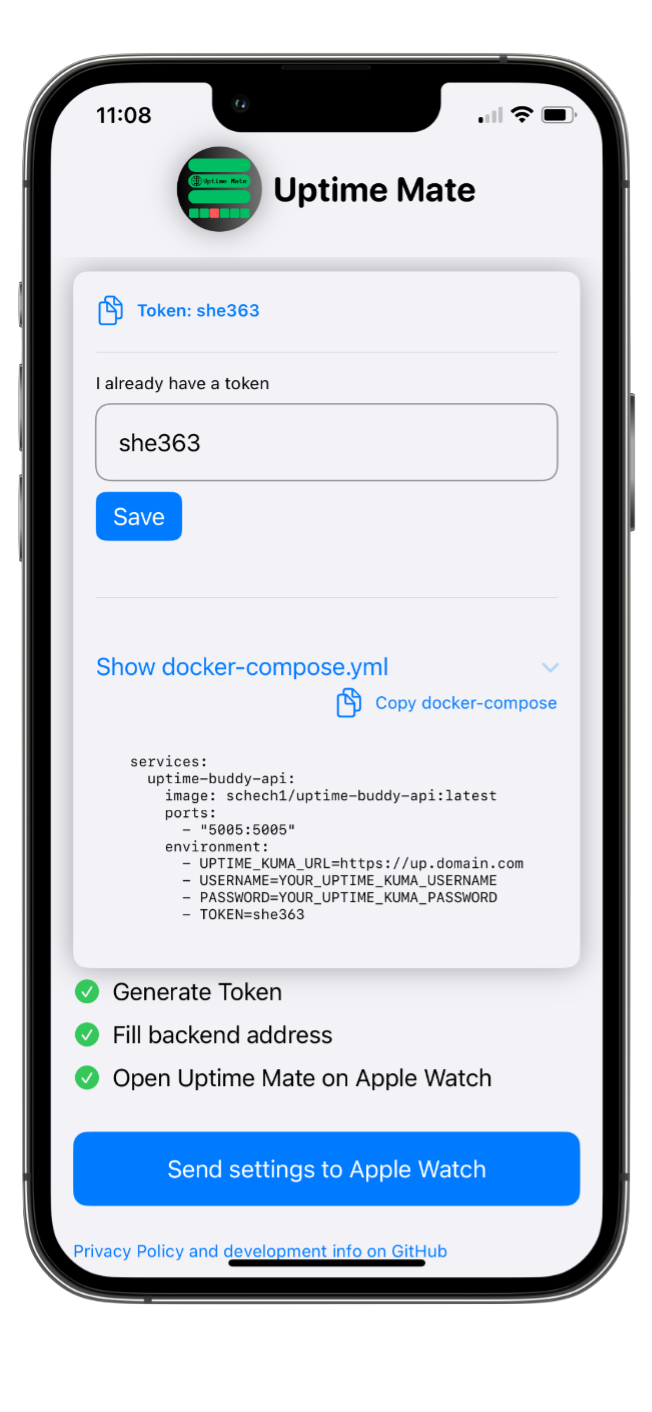 11:08
Uptime Mate
Uptime Mate
Token: she363
I already have a token
she363
Save
Show docker-compose.yml
Copy docker-compose
services:
  uptime-buddy-api:
    image: schech1/uptime-buddy-api:latest
    ports:
      - "5005:5005"
    environment:
      - UPTIME_KUMA_URL=https://up.domain.com
      - USERNAME=YOUR_UPTIME_KUMA_USERNAME
      - PASSWORD=YOUR_UPTIME_KUMA_PASSWORD
      - TOKEN=she363
Generate Token
Fill backend address
Open Uptime Mate on Apple Watch
Send settings to Apple Watch
Privacy Policy and development info on GitHub